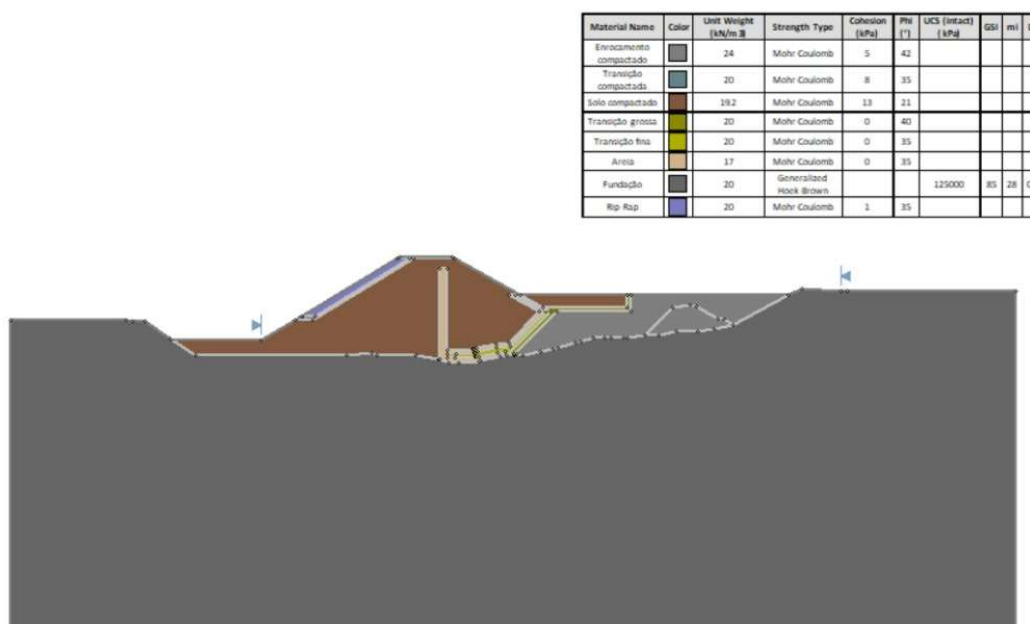 Material Name Color Unit Weight (kN/m3) Strength Type Cohesion (kPa) Phi (°) UCS (intact) (kPa) GSI mi
Enrocamento compactado 24 Mohr Coulomb 5 42
Transição compactada 20 Mohr Coulomb 8 35
Solo compactado 19.2 Mohr Coulomb 13 21
Transição grossa 20 Mohr Coulomb 0 40
Transição fina 20 Mohr Coulomb 0 35
Areia 17 Mohr Coulomb 0 35
Fundação 20 Generalized Hoek Brown 125000 85 28
Rip Rap 20 Mohr Coulomb 1 35